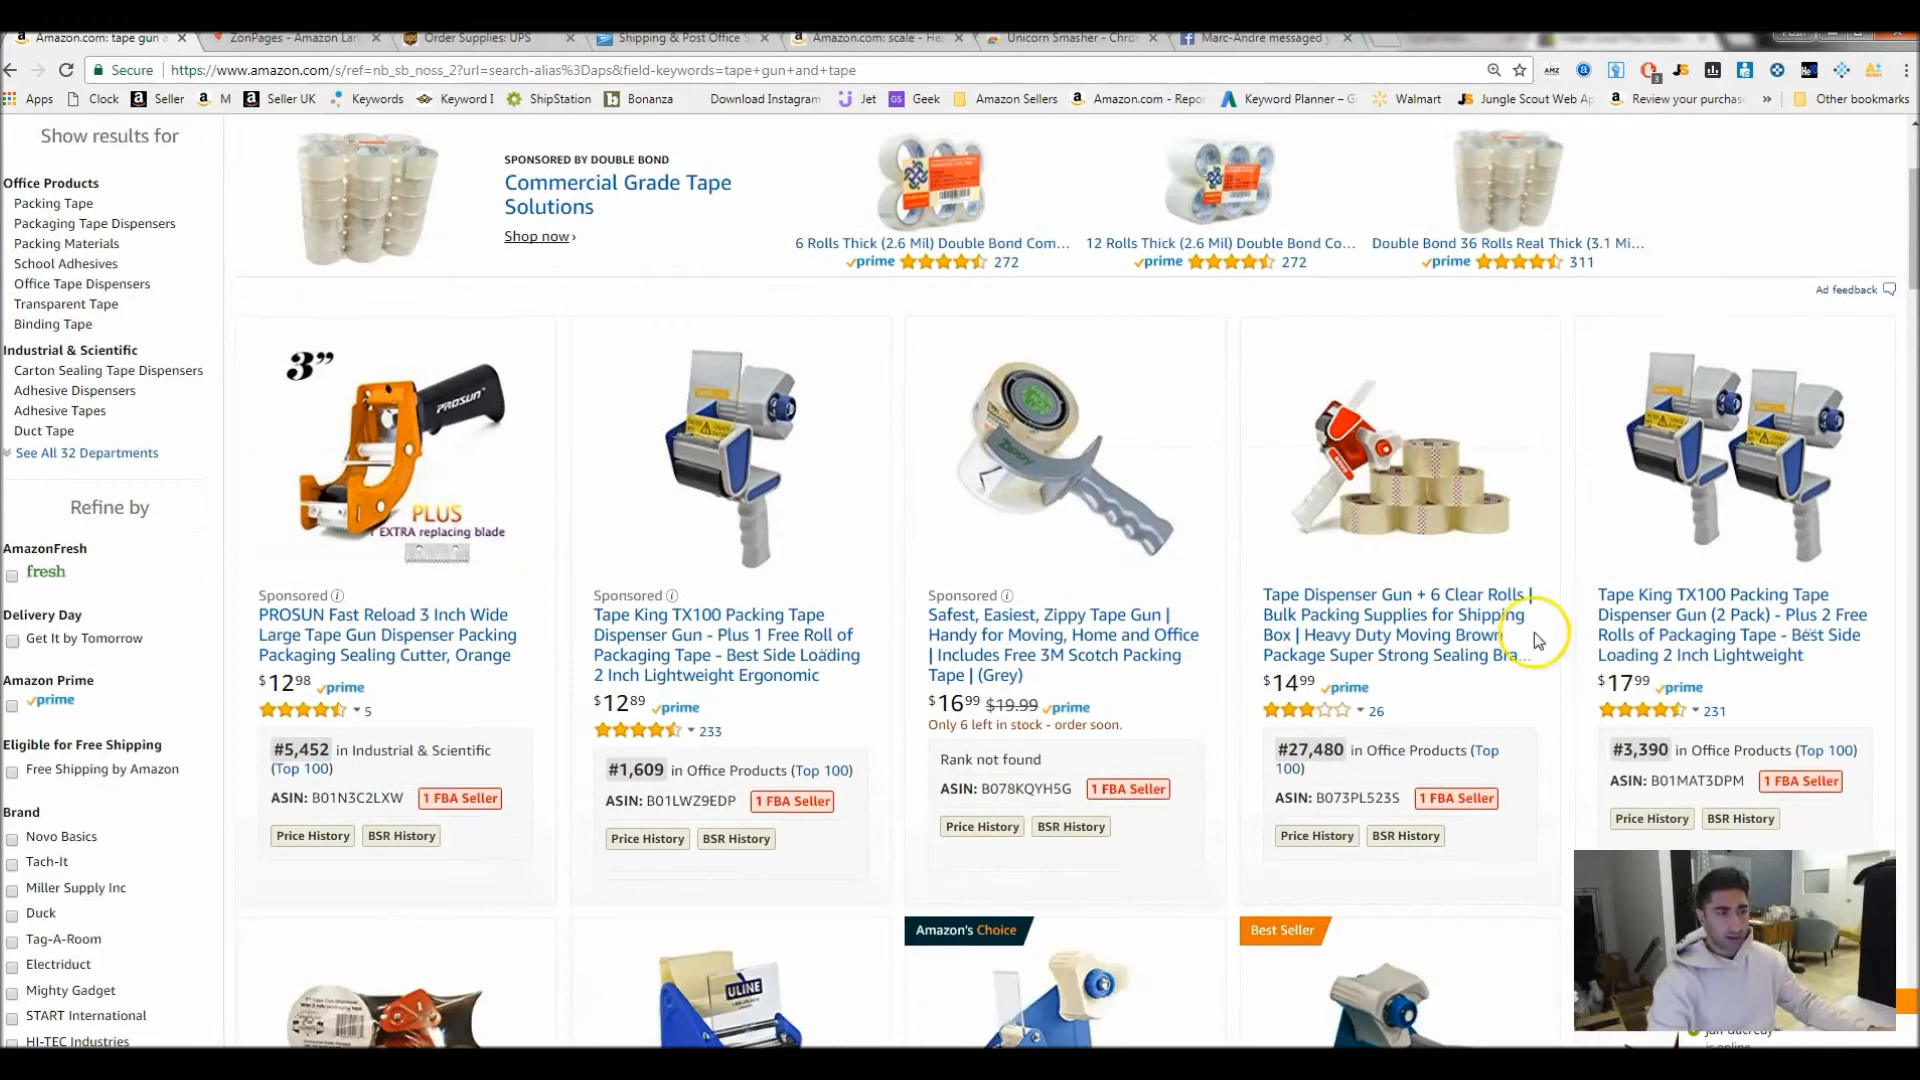 Amazon.com: tape gun a
ZonPages - Amazon Lan
Order Supplies: UPS
Shipping & Post Office S
Amazon.com: scale - He
Unicorn Smasher - Chro
Marc-Andre messaged y
Secure
https://www.amazon.com/s/ref=nb_sb_noss_2?url=search-alias%3Daps&field-keywords=tape+gun+and+tape
Apps
Clock
Seller
M
Seller UK
Keywords
Keyword I
ShipStation
Bonanza
Download Instagram
Jet
Geek
Amazon Sellers
Amazon.com - Repor
Keyword Planner – G
Walmart
Jungle Scout Web Ap
Review your purchas
»
Other bookmarks
Show results for
Office Products
Packing Tape
Packaging Tape Dispensers
Packing Materials
School Adhesives
Office Tape Dispensers
Transparent Tape
Binding Tape
Industrial & Scientific
Carton Sealing Tape Dispensers
Adhesive Dispensers
Adhesive Tapes
Duct Tape
See All 32 Departments
Refine by
AmazonFresh
fresh
Delivery Day
Get It by Tomorrow
Amazon Prime
prime
Eligible for Free Shipping
Free Shipping by Amazon
Brand
Novo Basics
Tach-It
Miller Supply Inc
Duck
Tag-A-Room
Electriduct
Mighty Gadget
START International
HI-TEC Industries
SPONSORED BY DOUBLE BOND
Commercial Grade Tape
Solutions
Shop now ›
6 Rolls Thick (2.6 Mil) Double Bond Com...
prime 272
12 Rolls Thick (2.6 Mil) Double Bond Co...
prime 272
Double Bond 36 Rolls Real Thick (3.1 Mi...
prime 311
Ad feedback
3”
PROSUN
PLUS
EXTRA replacing blade
Sponsored
PROSUN Fast Reload 3 Inch Wide
Large Tape Gun Dispenser Packing
Packaging Sealing Cutter, Orange
$12 98 prime
5
#5,452 in Industrial & Scientific
(Top 100)
ASIN: B01N3C2LXW 1 FBA Seller
Price History BSR History
Sponsored
Tape King TX100 Packing Tape
Dispenser Gun - Plus 1 Free Roll of
Packaging Tape - Best Side Loading
2 Inch Lightweight Ergonomic
$12 89 prime
233
#1,609 in Office Products (Top 100)
ASIN: B01LWZ9EDP 1 FBA Seller
Price History BSR History
Zippy
Sponsored
Safest, Easiest, Zippy Tape Gun |
Handy for Moving, Home and Office
| Includes Free 3M Scotch Packing
Tape | (Grey)
$16 99 $19.99 prime
Only 6 left in stock - order soon.
Rank not found
ASIN: B078KQYH5G 1 FBA Seller
Price History BSR History
Tape Dispenser Gun + 6 Clear Rolls |
Bulk Packing Supplies for Shipping
Box | Heavy Duty Moving Brown
Package Super Strong Sealing Bra...
$14 99 prime
26
#27,480 in Office Products (Top
100)
ASIN: B073PL523S 1 FBA Seller
Price History BSR History
Tape King TX100 Packing Tape
Dispenser Gun (2 Pack) - Plus 2 Free
Rolls of Packaging Tape - Best Side
Loading 2 Inch Lightweight
$17 99 prime
231
#3,390 in Office Products (Top 100)
ASIN: B01MAT3DPM 1 FBA Seller
Price History BSR History
ULINE
Amazon's Choice
Best Seller